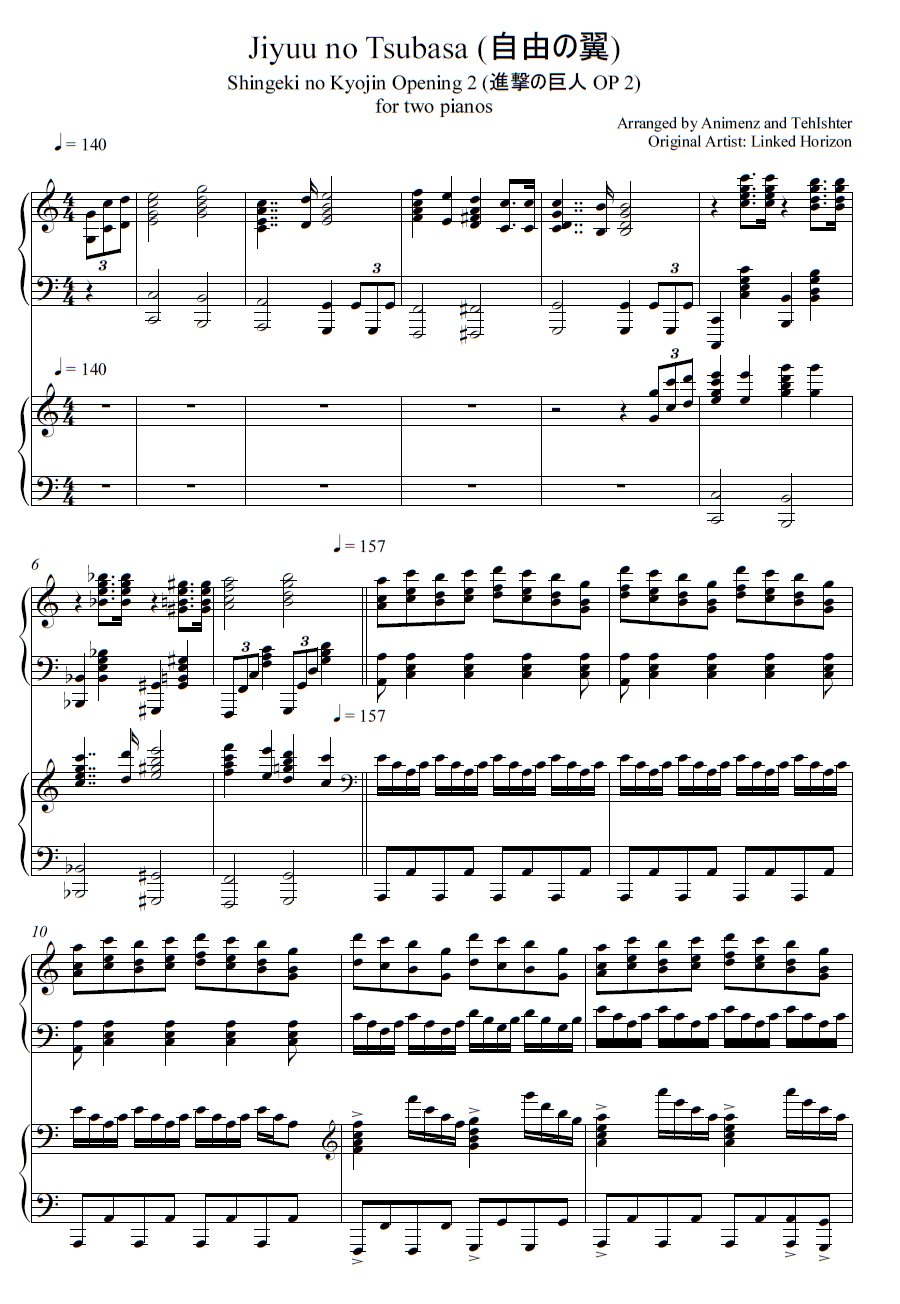 Jiyuu no Tsubasa (自由の翼)
Shingeki no Kyojin Opening 2 (進撃の巨人 OP 2)
for two pianos
Arranged by Animenz and TehIshter
Original Artist: Linked Horizon
♩ = 140
3
3
3
♩ = 140
3
6
♩ = 157
3
3
♩ = 157
10